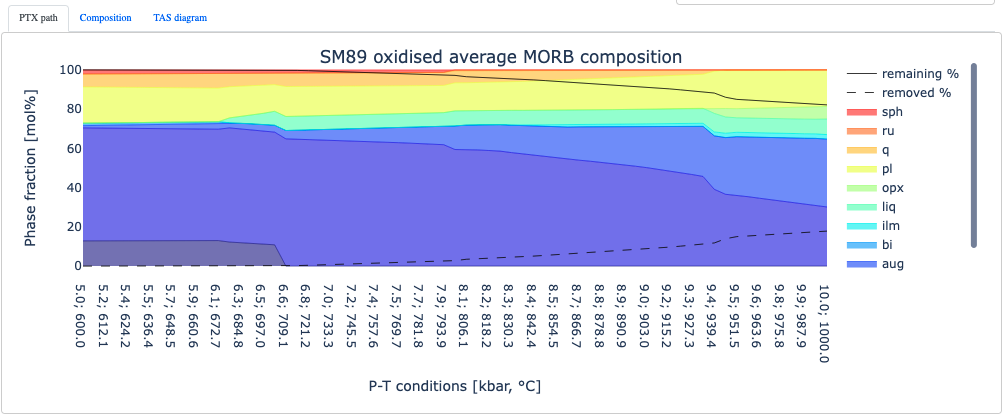 PTX path
Composition
TAS diagram
SM89 oxidised average MORB composition
Phase fraction [mol%]
100
80
60
40
20
0
5.0; 600.0
5.2; 612.1
5.4; 624.2
5.5; 636.4
5.7; 648.5
5.9; 660.6
6.1; 672.7
6.3; 684.8
6.5; 697.0
6.6; 709.1
6.8; 721.2
7.0; 733.3
7.2; 745.5
7.4; 757.6
7.5; 769.7
7.7; 781.8
7.9; 793.9
8.1; 806.1
8.2; 818.2
8.3; 830.3
8.4; 842.4
8.5; 854.5
8.6; 866.7
8.7; 878.8
8.9; 890.9
9.0; 903.0
9.2; 915.2
9.3; 927.3
9.4; 939.4
9.5; 951.5
9.6; 963.6
9.7; 975.8
9.9; 987.9
10.0; 1000.0
P-T conditions [kbar, °C]
remaining %
removed %
sph
ru
q
pl
opx
liq
ilm
bi
aug